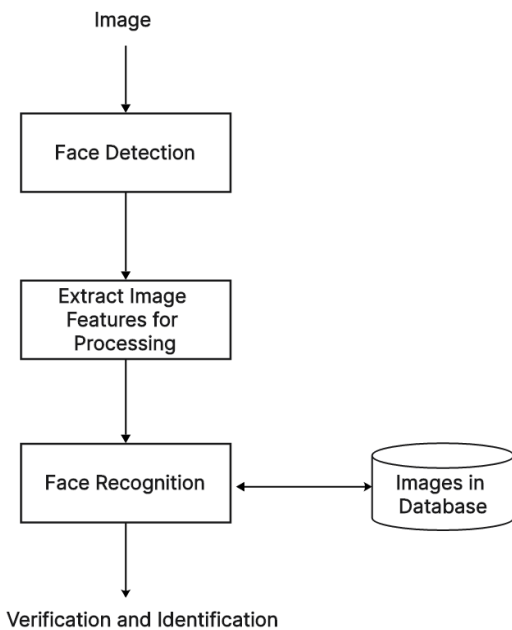 Image
Face Detection
Extract Image
Features for
Processing
Face Recognition
Images in
Database
Verification and Identification